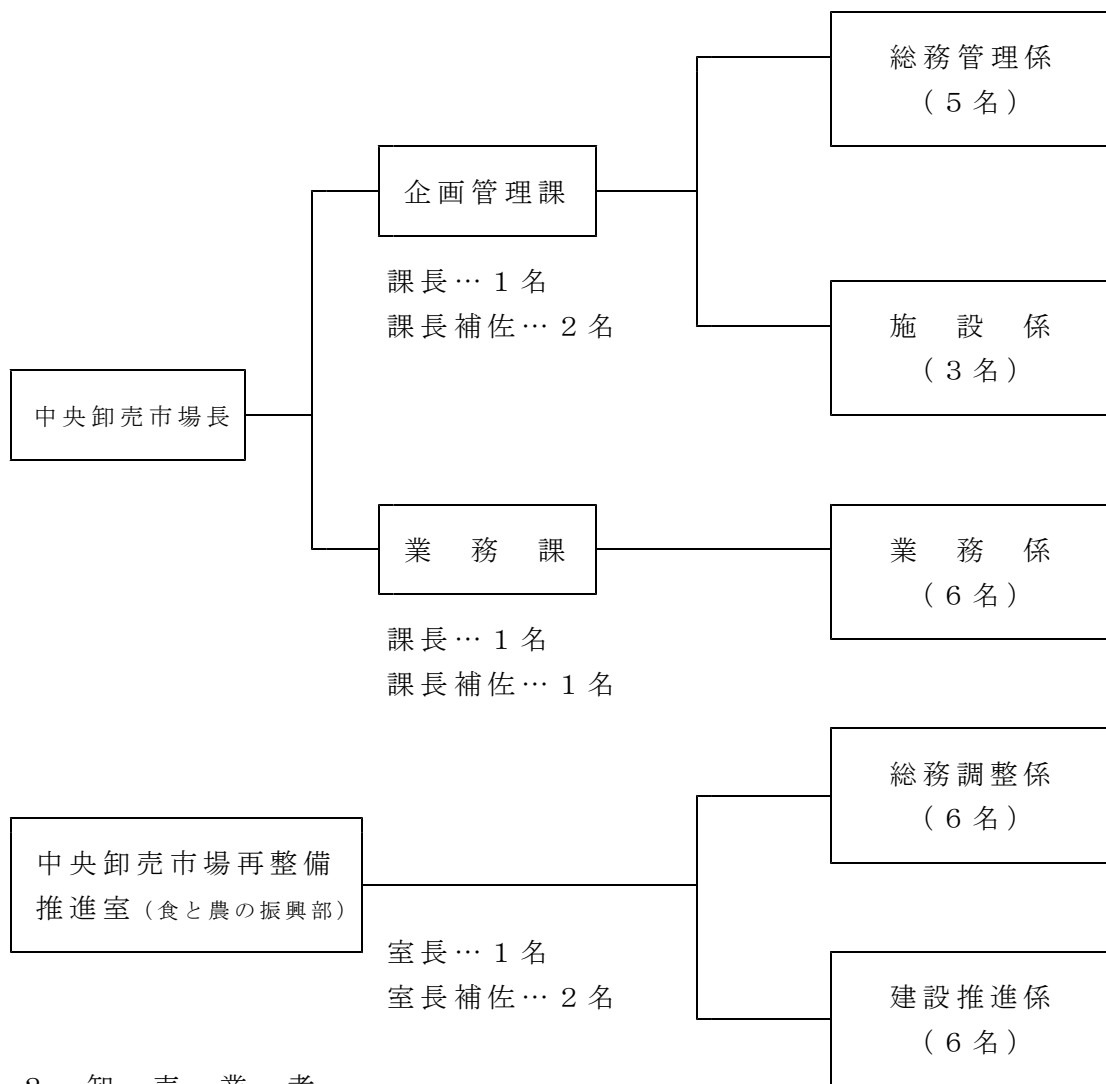 総務管理係
（５名）
企画管理課
課長…１名
課長補佐…２名
施　設　係
（３名）
中央卸売市場長
業　務　課
課長…１名
課長補佐…１名
業　務　係
（６名）
総務調整係
（６名）
中央卸売市場再整備
推進室（食と農の振興部）
室長…１名
室長補佐…２名
建設推進係
（６名）